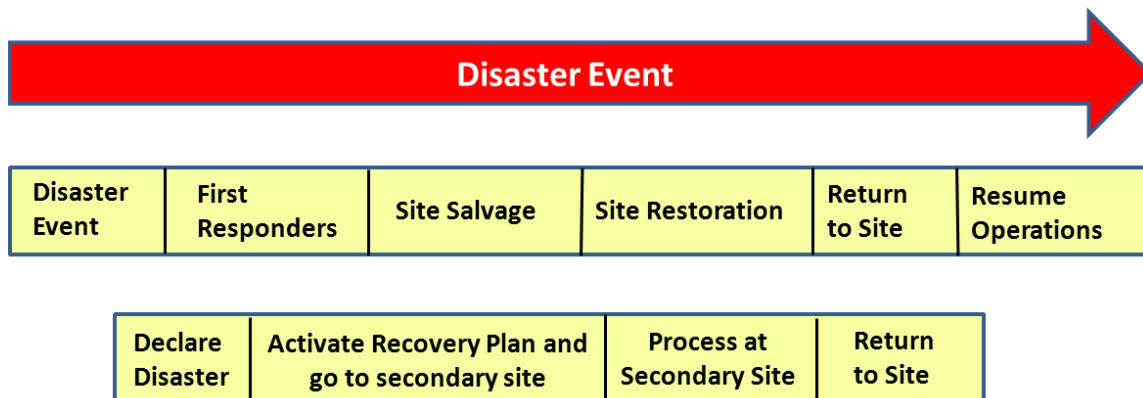 Disaster Event
Disaster
Event
First
Responders
Site Salvage
Site Restoration
Return
to Site
Resume
Operations
Declare
Disaster
Activate Recovery Plan and
go to secondary site
Process at
Secondary Site
Return
to Site